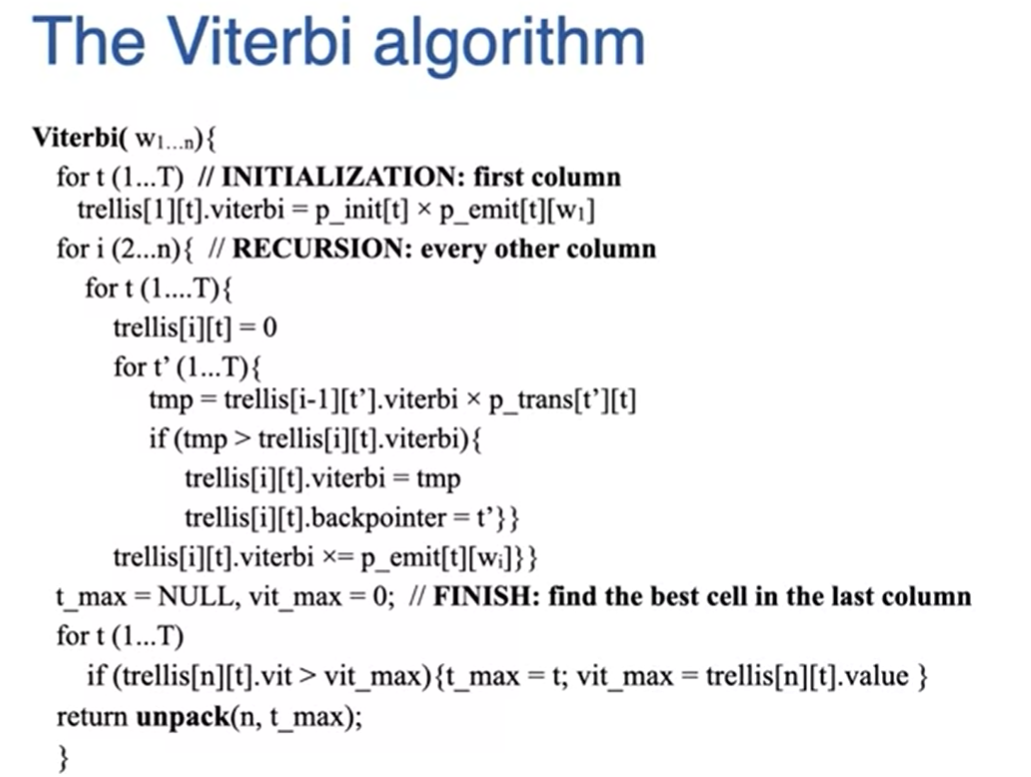 The Viterbi algorithm
Viterbi( w₁...ₙ){
for t (1...T) // INITIALIZATION: first column
trellis[1][t].viterbi = p_init[t] × p_emit[t][w₁]
for i (2...n){ // RECURSION: every other column
for t (1....T){
trellis[i][t] = 0
for t’ (1...T){
tmp = trellis[i-1][t’].viterbi × p_trans[t’][t]
if (tmp > trellis[i][t].viterbi){
trellis[i][t].viterbi = tmp
trellis[i][t].backpointer = t’}}
trellis[i][t].viterbi ×= p_emit[t][wᵢ]}}
t_max = NULL, vit_max = 0; // FINISH: find the best cell in the last column
for t (1...T)
if (trellis[n][t].vit > vit_max){t_max = t; vit_max = trellis[n][t].value }
return unpack(n, t_max);
}